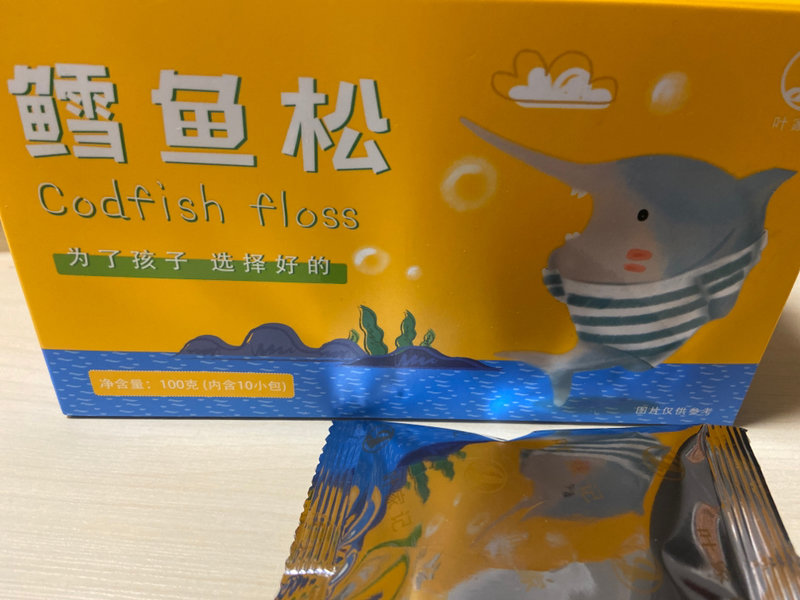 鳕鱼松
Codfish floss
为了孩子 选择好的
净含量：100克 (内含10小包)
图片仅供参考
叶